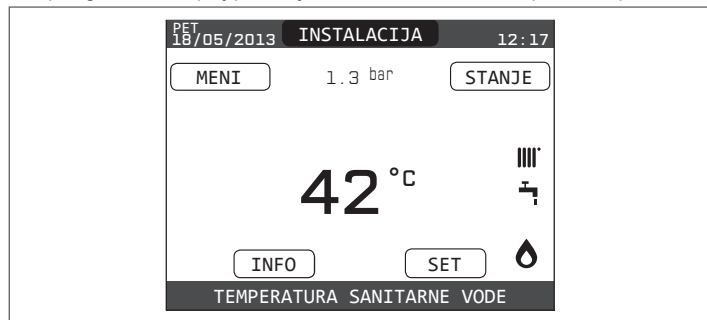 PET
18/05/2013 INSTALACIJA 12:17
MENI 1.3 bar STANJE
42 °C
INFO SET
TEMPERATURA SANITARNE VODE